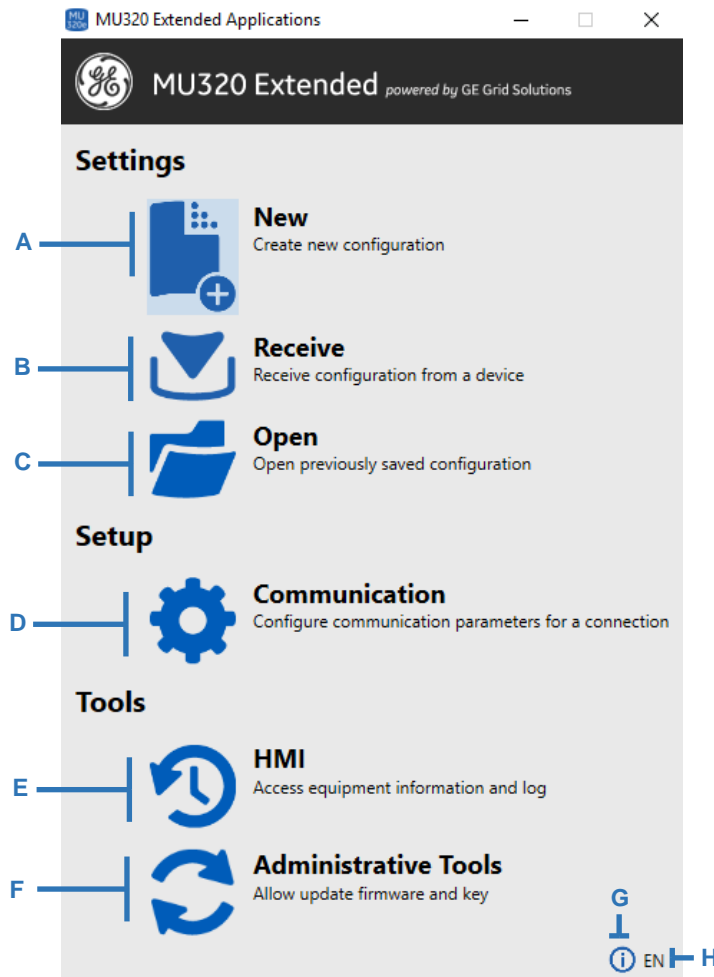 MU320e MU320 Extended Applications
MU320 Extended powered by GE Grid Solutions
Settings
A
New
Create new configuration
B
Receive
Receive configuration from a device
C
Open
Open previously saved configuration
Setup
D
Communication
Configure communication parameters for a connection
Tools
E
HMI
Access equipment information and log
F
Administrative Tools
Allow update firmware and key
G
i EN H